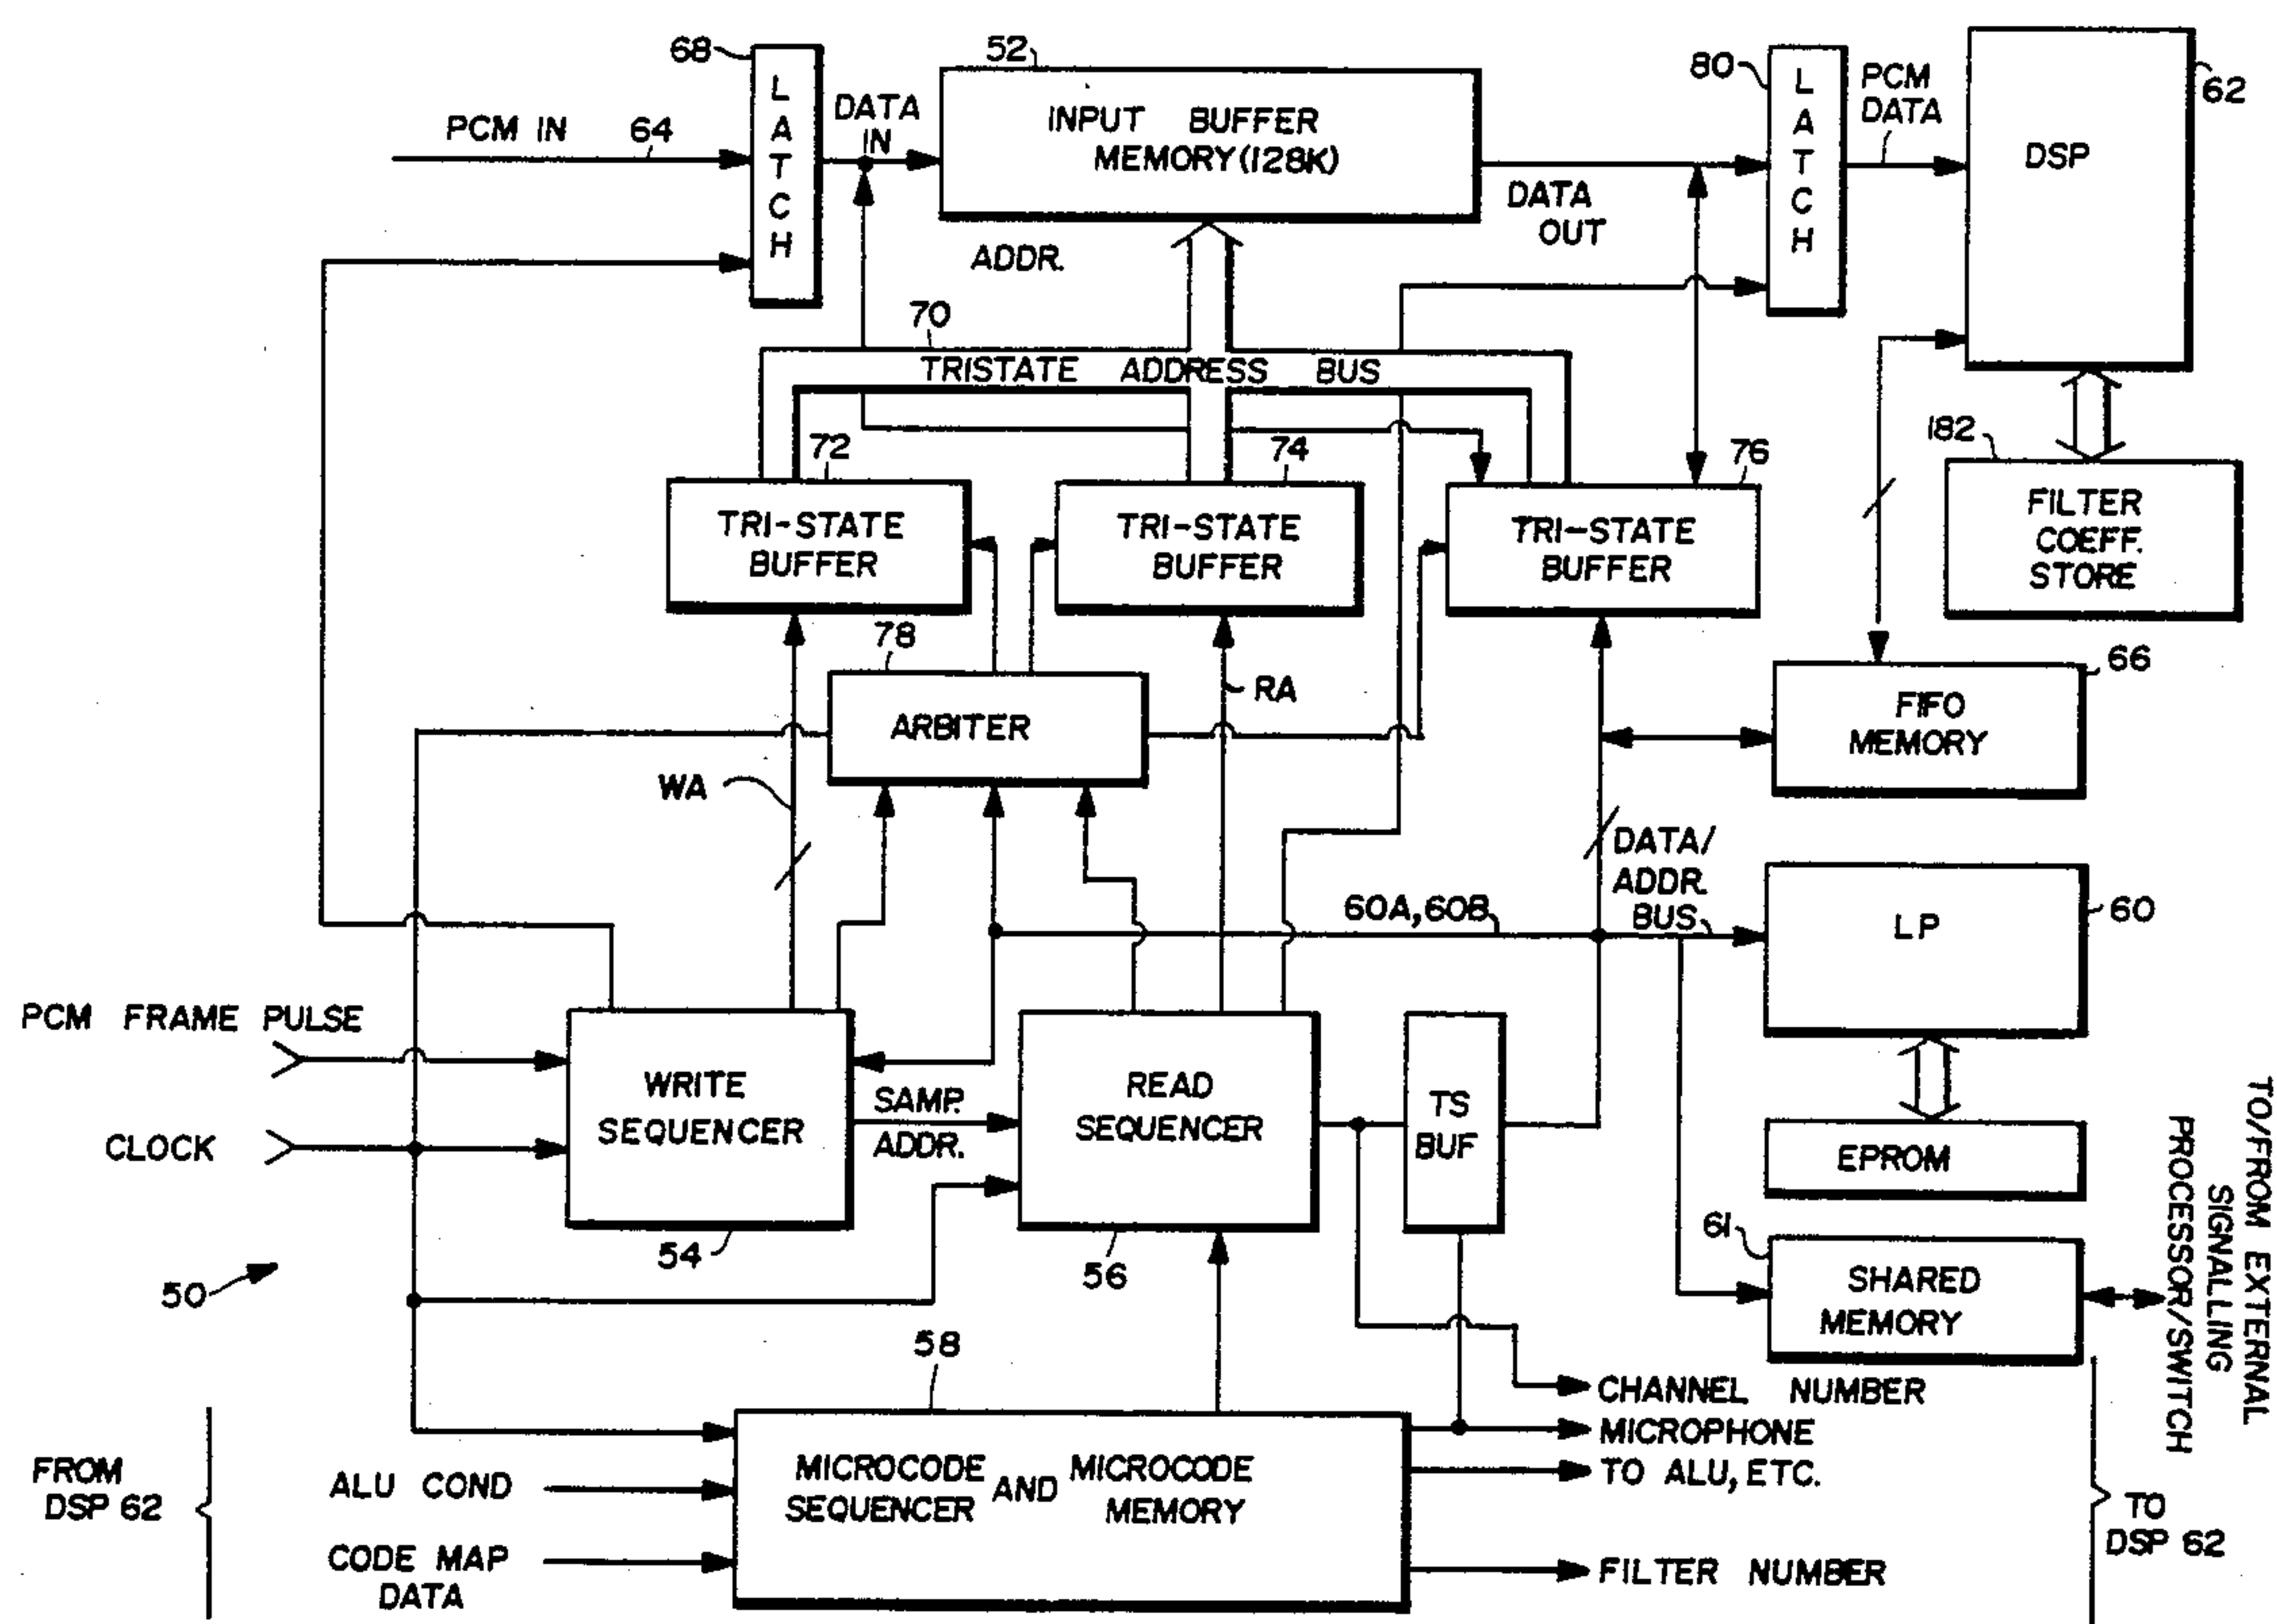 68
L
A
T
C
H
PCM IN 64
DATA
IN
52
INPUT BUFFER
MEMORY (128K)
DATA
OUT
ADDR.
80
L
A
T
C
H
PCM
DATA
DSP
62
70
TRISTATE ADDRESS BUS
182
FILTER
COEFF.
STORE
72
TRI-STATE
BUFFER
74
TRI-STATE
BUFFER
76
TRI-STATE
BUFFER
78
ARBITER
RA
WA
66
FIFO
MEMORY
DATA/
ADDR.
BUS
60A, 60B
LP
60
EPROM
PCM FRAME PULSE
CLOCK
WRITE
SEQUENCER
54
SAMP.
ADDR.
READ
SEQUENCER
56
TS
BUF
61
SHARED
MEMORY
TO/FROM EXTERNAL
SIGNALLING
PROCESSOR/SWITCH
50
58
MICROCODE
SEQUENCER
AND
MICROCODE
MEMORY
FROM
DSP 62
ALU COND
CODE MAP
DATA
CHANNEL NUMBER
MICROPHONE
TO ALU, ETC.
FILTER NUMBER
TO
DSP 62